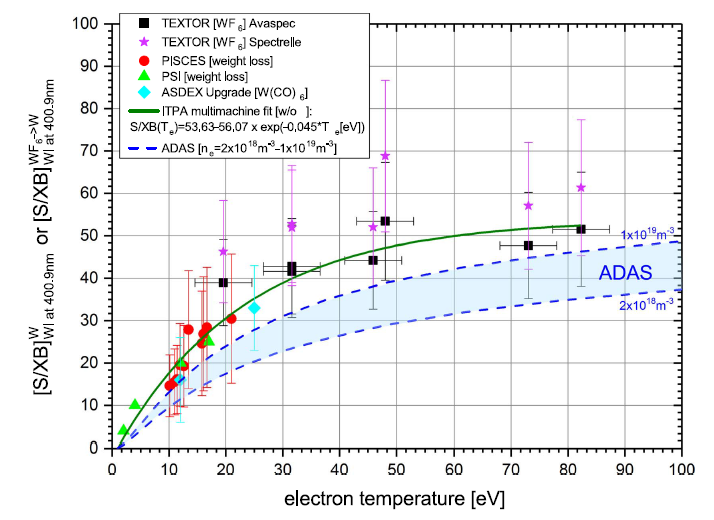 TEXTOR [WF6] Avaspec
TEXTOR [WF6] Spectrelle
PISCES [weight loss]
PSI [weight loss]
ASDEX Upgrade [W(CO)6]
ITPA multimachine fit [w/o ]:
S/XB(Te)=53,63-56,07 x exp(-0,045*Te[eV])
ADAS [ne=2x10^18m^-3-1x10^19m^-3]
100
90
80
70
60
50
40
30
20
10
0
[S/XB]^W_WI at 400.9nm or [S/XB]^WF6->W_WI at 400.9nm
1x10^19m^-3
ADAS
2x10^18m^-3
0 10 20 30 40 50 60 70 80 90 100
electron temperature [eV]